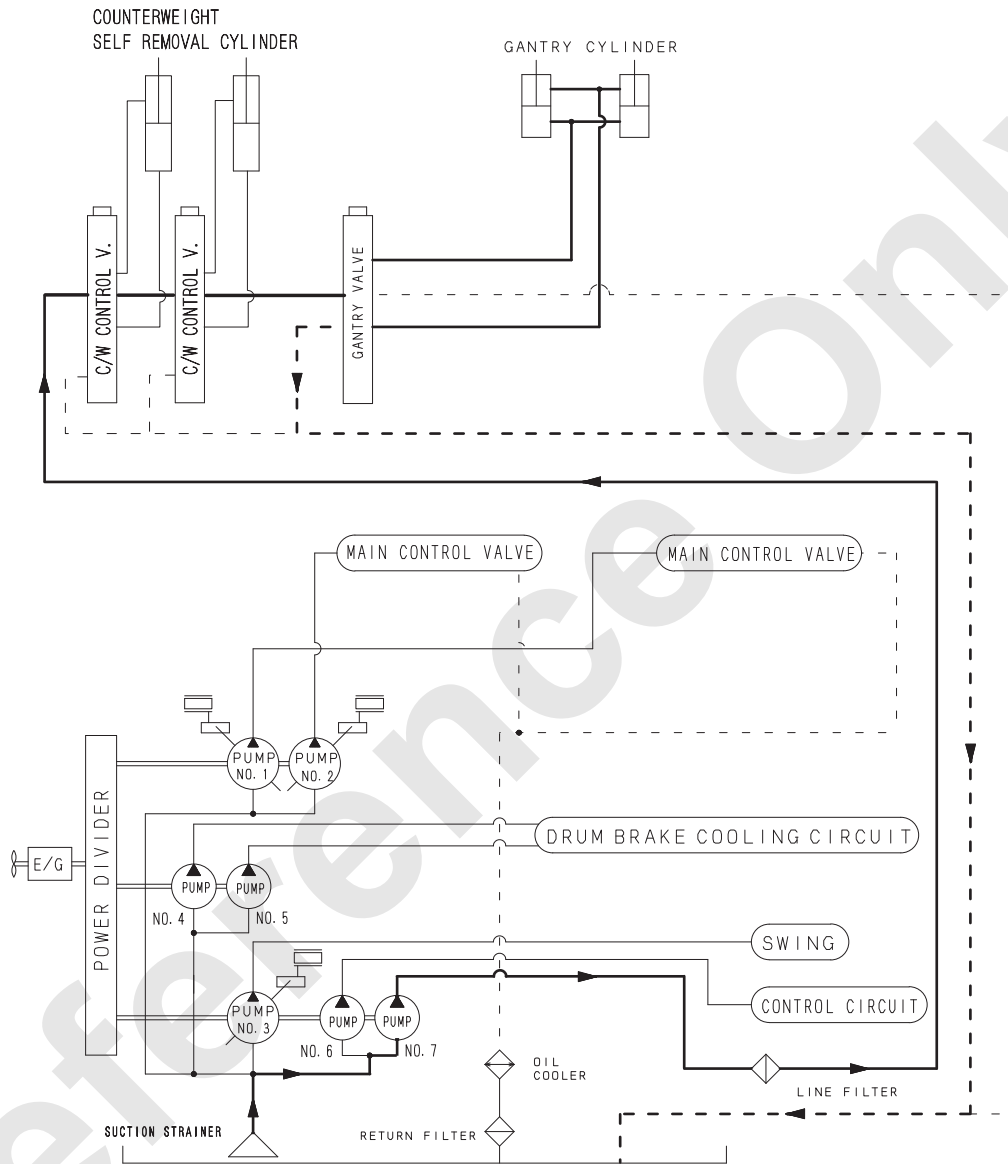 COUNTERWEIGHT
SELF REMOVAL CYLINDER
GANTRY CYLINDER
C/W CONTROL V.
C/W CONTROL V.
GANTRY VALVE
MAIN CONTROL VALVE
MAIN CONTROL VALVE
PUMP
NO. 1
PUMP
NO. 2
POWER DIVIDER
E/G
DRUM BRAKE COOLING CIRCUIT
PUMP
PUMP
NO. 4
NO. 5
SWING
PUMP
NO. 3
PUMP
PUMP
NO. 6
NO. 7
CONTROL CIRCUIT
OIL
COOLER
LINE FILTER
SUCTION STRAINER
RETURN FILTER
Reference Only